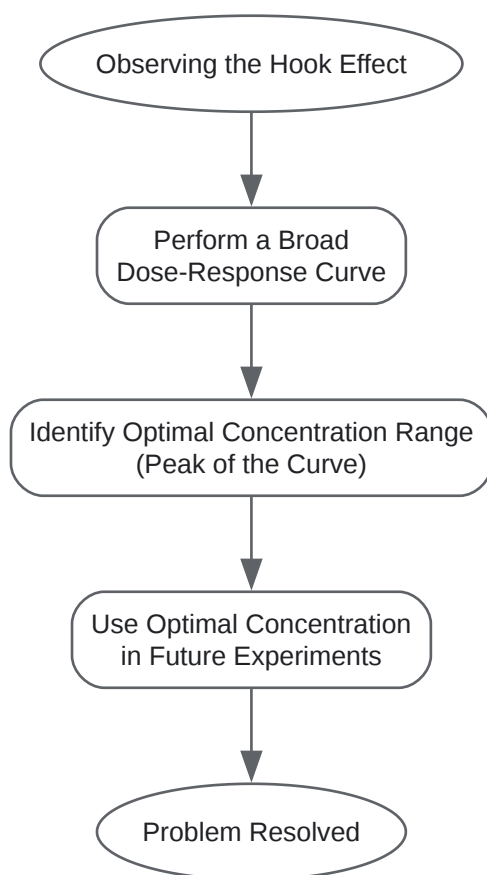 Observing the Hook Effect
Perform a Broad
Dose-Response Curve
Identify Optimal Concentration Range
(Peak of the Curve)
Use Optimal Concentration
in Future Experiments
Problem Resolved